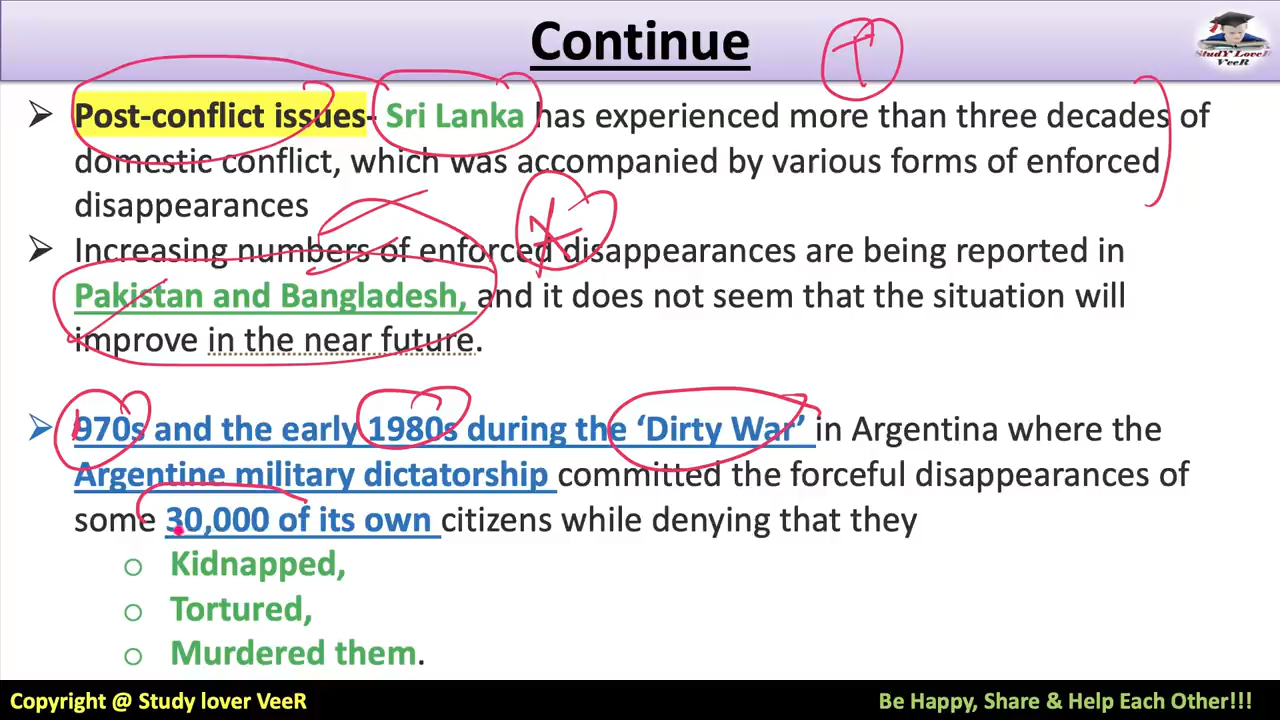 Continue
StudY LoveR
VeeR
➢ Post-conflict issues- Sri Lanka has experienced more than three decades of
domestic conflict, which was accompanied by various forms of enforced
disappearances
➢ Increasing numbers of enforced disappearances are being reported in
Pakistan and Bangladesh, and it does not seem that the situation will
improve in the near future.
➢ 970s and the early 1980s during the ‘Dirty War’ in Argentina where the
Argentine military dictatorship committed the forceful disappearances of
some 30,000 of its own citizens while denying that they
o Kidnapped,
o Tortured,
o Murdered them.
Copyright @ Study lover VeeR
Be Happy, Share & Help Each Other!!!